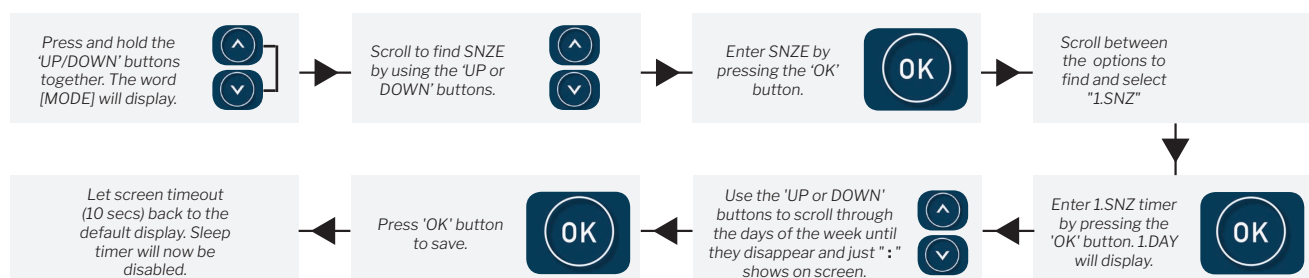 Press and hold the
‘UP/DOWN’ buttons
together. The word
[MODE] will display.
Scroll to find SNZE
by using the ‘UP or
DOWN’ buttons.
Enter SNZE by
pressing the ‘OK’
button.
OK
Scroll between
the options to
find and select
"1.SNZ"
Enter 1.SNZ timer
by pressing the
'OK' button. 1.DAY
will display.
OK
Use the 'UP or DOWN'
buttons to scroll through
the days of the week until
they disappear and just ":"
shows on screen.
Press 'OK' button
to save.
OK
Let screen timeout
(10 secs) back to the
default display. Sleep
timer will now be
disabled.